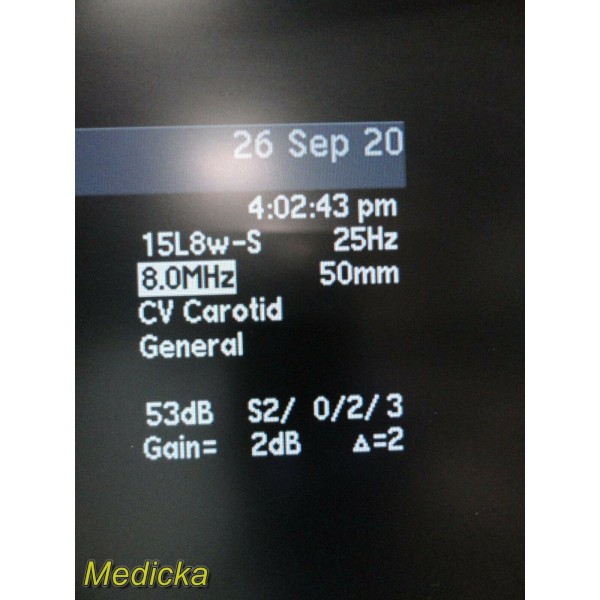 26 Sep 20
4:02:43 pm
15L8w-S 25Hz
8.0MHz 50mm
CV Carotid
General
53dB S2/ 0/2/3
Gain= 2dB Δ=2
Medicka